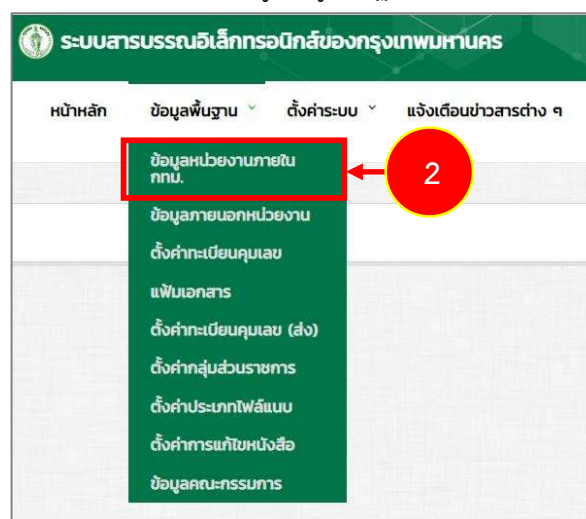 ระบบสารบรรณอิเล็กทรอนิกส์ของกรุงเทพมหานคร
หน้าหลัก ข้อมูลพื้นฐาน ตั้งค่าระบบ แจ้งเตือนข่าวสารต่าง ๆ
ข้อมูลหน่วยงานภายใน
กทม.
2
ข้อมูลภายนอกหน่วยงาน
ตั้งค่าทะเบียนคุมเลข
แฟ้มเอกสาร
ตั้งค่าทะเบียนคุมเลข (ส่ง)
ตั้งค่ากลุ่มส่วนราชการ
ตั้งค่าประเภทไฟล์แนบ
ตั้งค่าการแก้ไขหนังสือ
ข้อมูลคณะกรรมการ